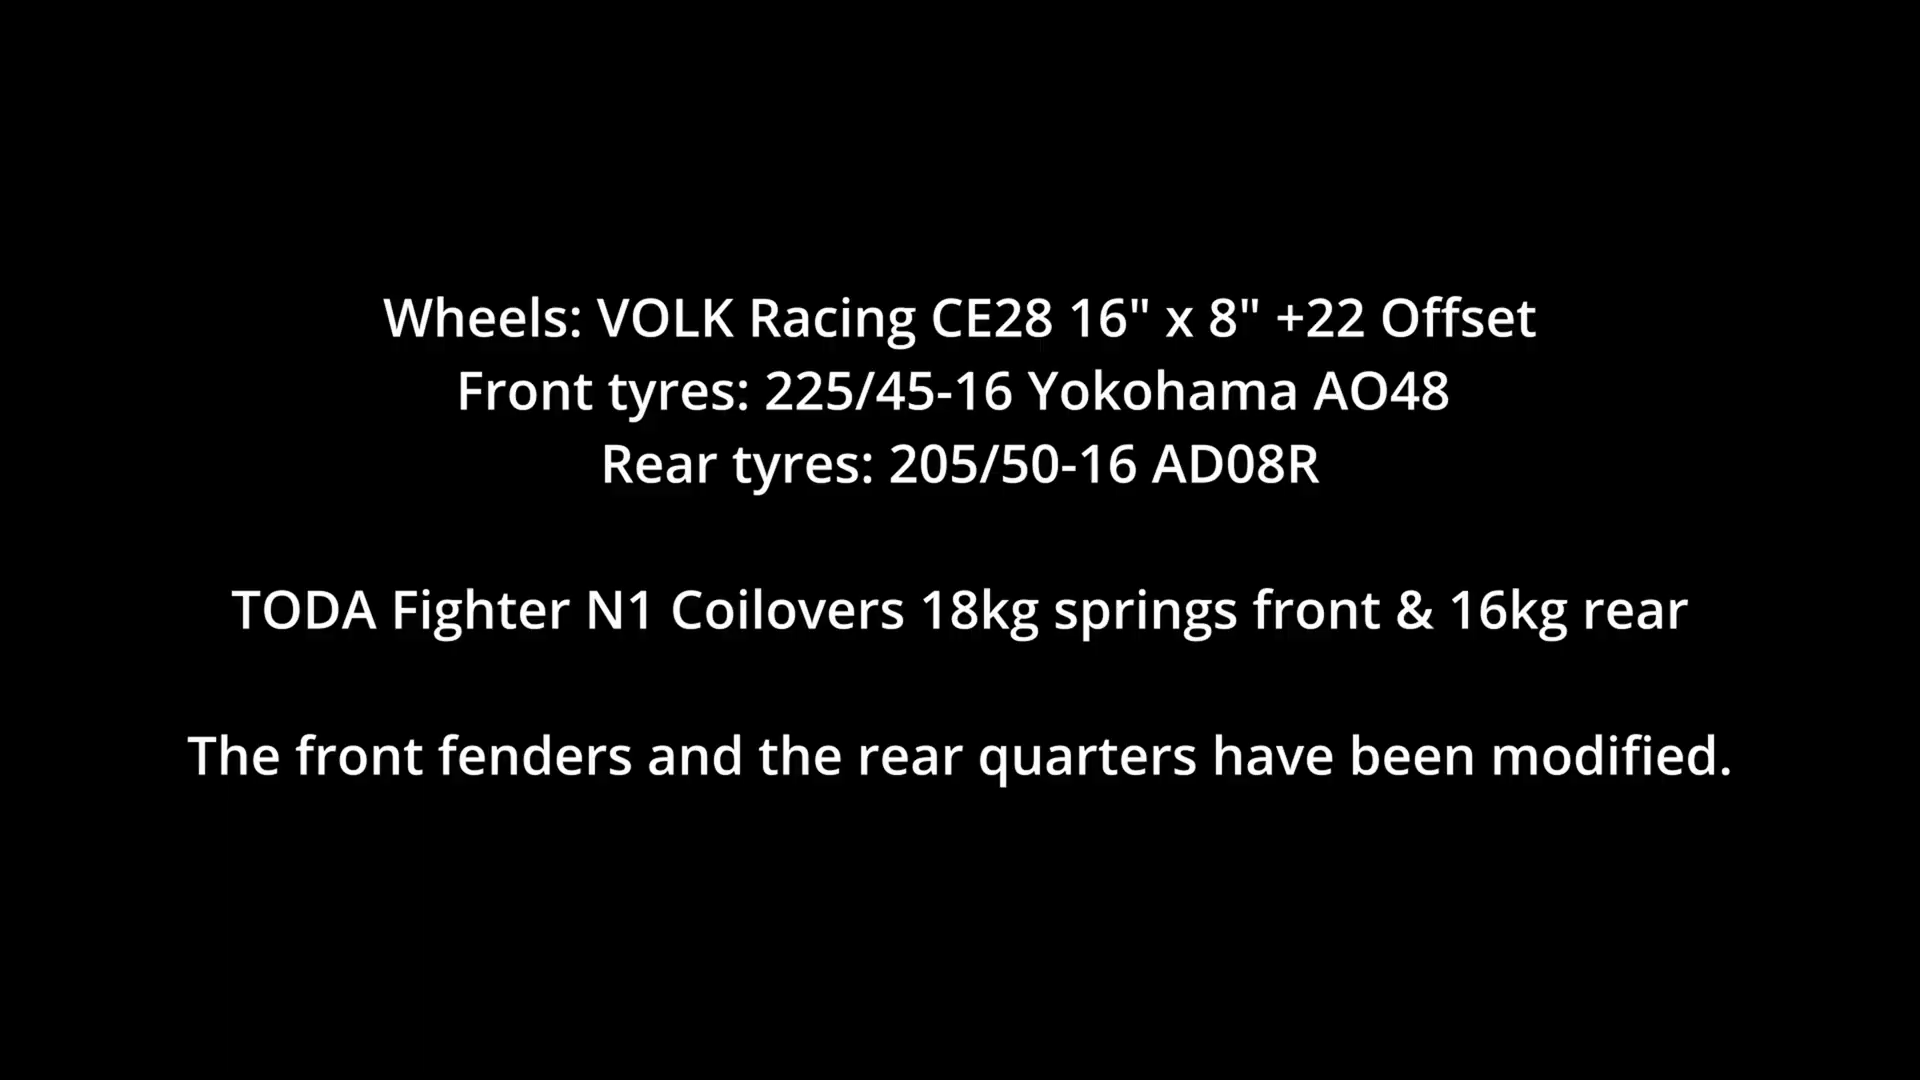 Wheels: VOLK Racing CE28 16" x 8" +22 Offset
Front tyres: 225/45-16 Yokohama AO48
Rear tyres: 205/50-16 AD08R
TODA Fighter N1 Coilovers 18kg springs front & 16kg rear
The front fenders and the rear quarters have been modified.